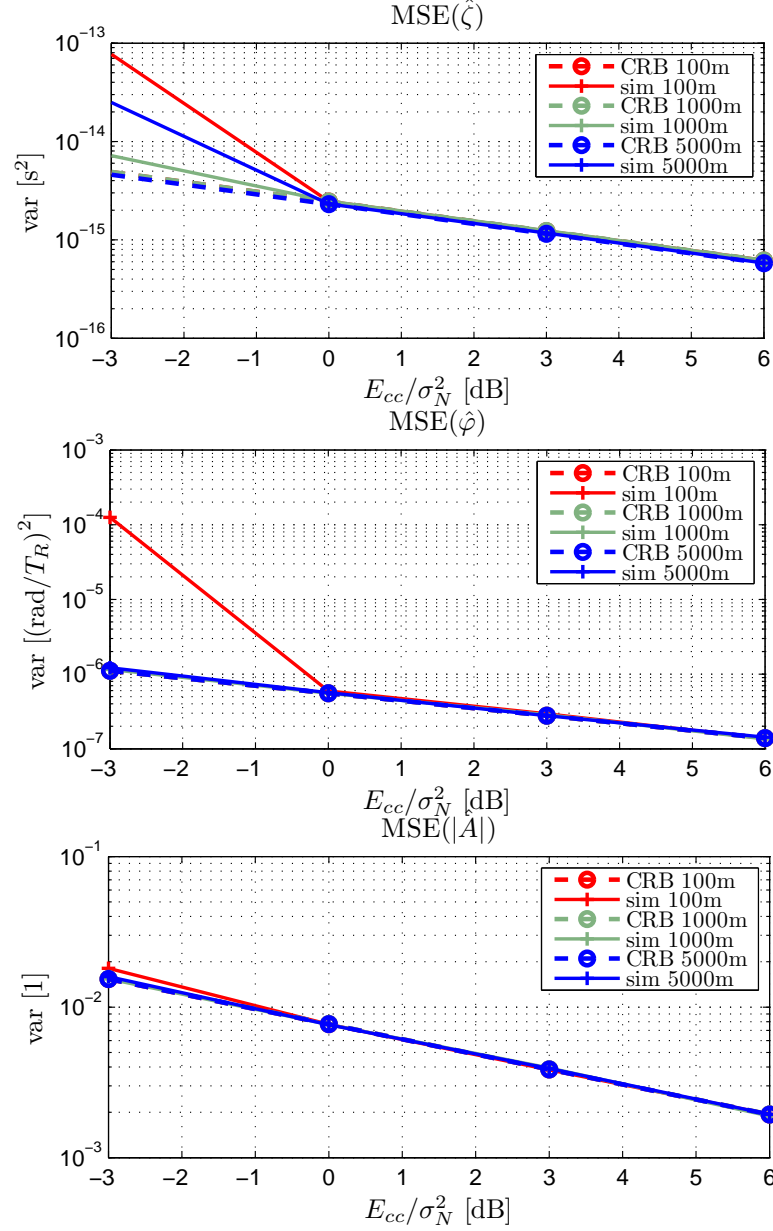 MSE(ζ̂)
10⁻¹³
10⁻¹⁴
10⁻¹⁵
10⁻¹⁶
var [s²]
CRB 100m
sim 100m
CRB 1000m
sim 1000m
CRB 5000m
sim 5000m
−3 −2 −1 0 1 2 3 4 5 6
E_cc/σ²_N [dB]
MSE(φ̂)
10⁻³
10⁻⁴
10⁻⁵
10⁻⁶
10⁻⁷
var [(rad/T_R)²]
CRB 100m
sim 100m
CRB 1000m
sim 1000m
CRB 5000m
sim 5000m
−3 −2 −1 0 1 2 3 4 5 6
E_cc/σ²_N [dB]
MSE(|Â|)
10⁻¹
10⁻²
10⁻³
var [1]
CRB 100m
sim 100m
CRB 1000m
sim 1000m
CRB 5000m
sim 5000m
−3 −2 −1 0 1 2 3 4 5 6
E_cc/σ²_N [dB]